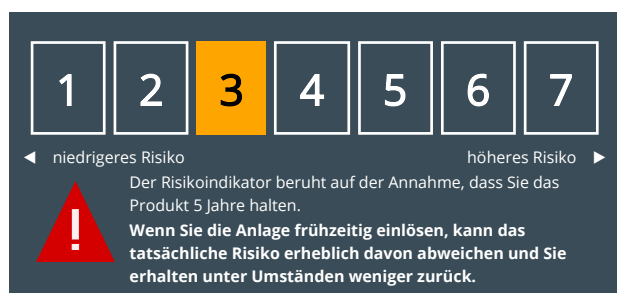 1 2 3 4 5 6 7
◄ niedrigeres Risiko höheres Risiko ►
Der Risikoindikator beruht auf der Annahme, dass Sie das
Produkt 5 Jahre halten.
Wenn Sie die Anlage frühzeitig einlösen, kann das
tatsächliche Risiko erheblich davon abweichen und Sie
erhalten unter Umständen weniger zurück.
!